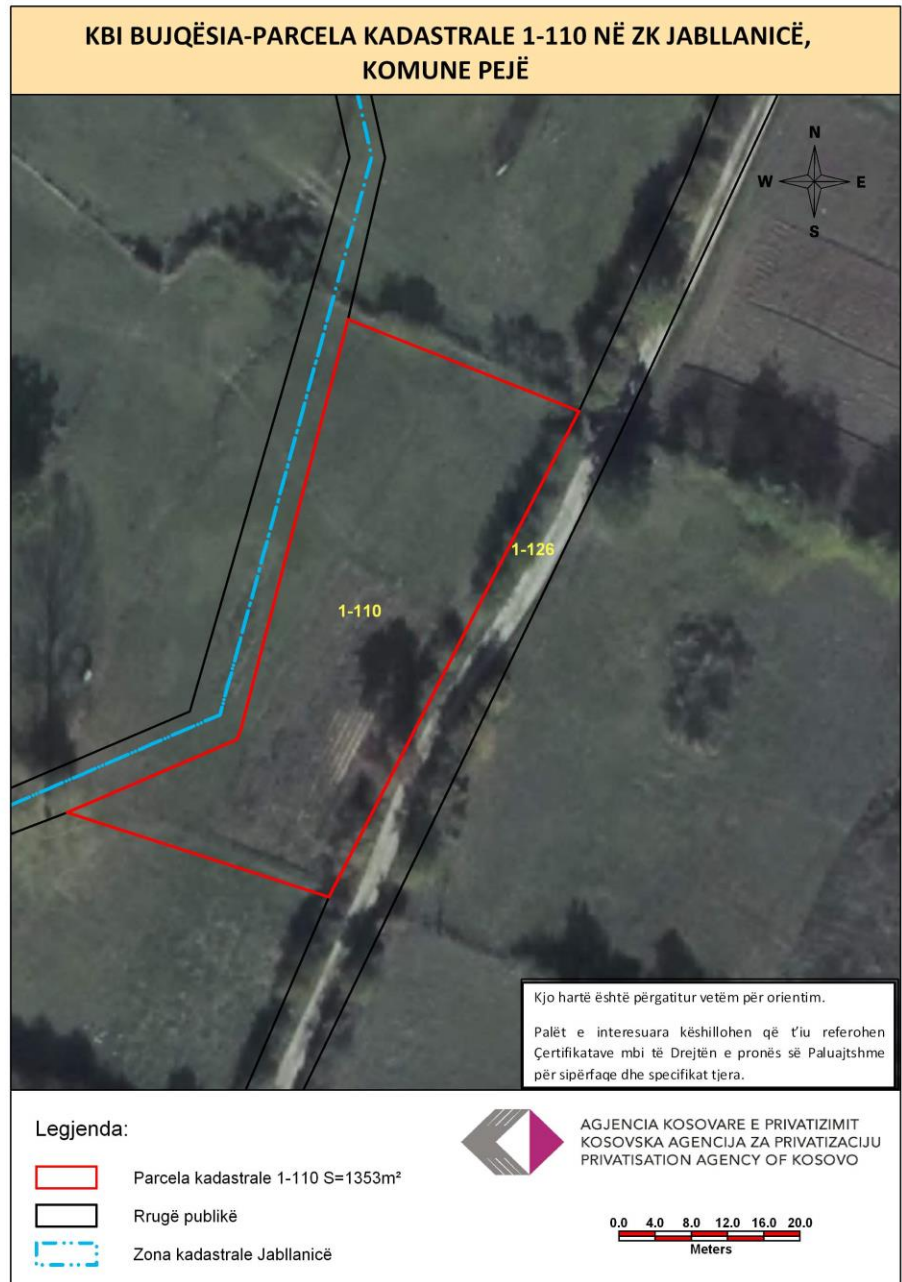 KBI BUJQËSIA-PARCELA KADASTRALE 1-110 NË ZK JABLLANICË,
KOMUNE PEJË
N
W E
S
1-126
1-110
Kjo hartë është përgatitur vetëm për orientim.
Palët e interesuara këshillohen që t'iu referohen
Çertifikatave mbi të Drejtën e pronës së Paluajtshme
për sipërfaqe dhe specifikat tjera.
Legjenda:
Parcela kadastrale 1-110 S=1353m²
Rrugë publikë
Zona kadastrale Jabllanicë
AGJENCIA KOSOVARE E PRIVATIZIMIT
KOSOVSKA AGENCIJA ZA PRIVATIZACIJU
PRIVATISATION AGENCY OF KOSOVO
0.0 4.0 8.0 12.0 16.0 20.0
Meters